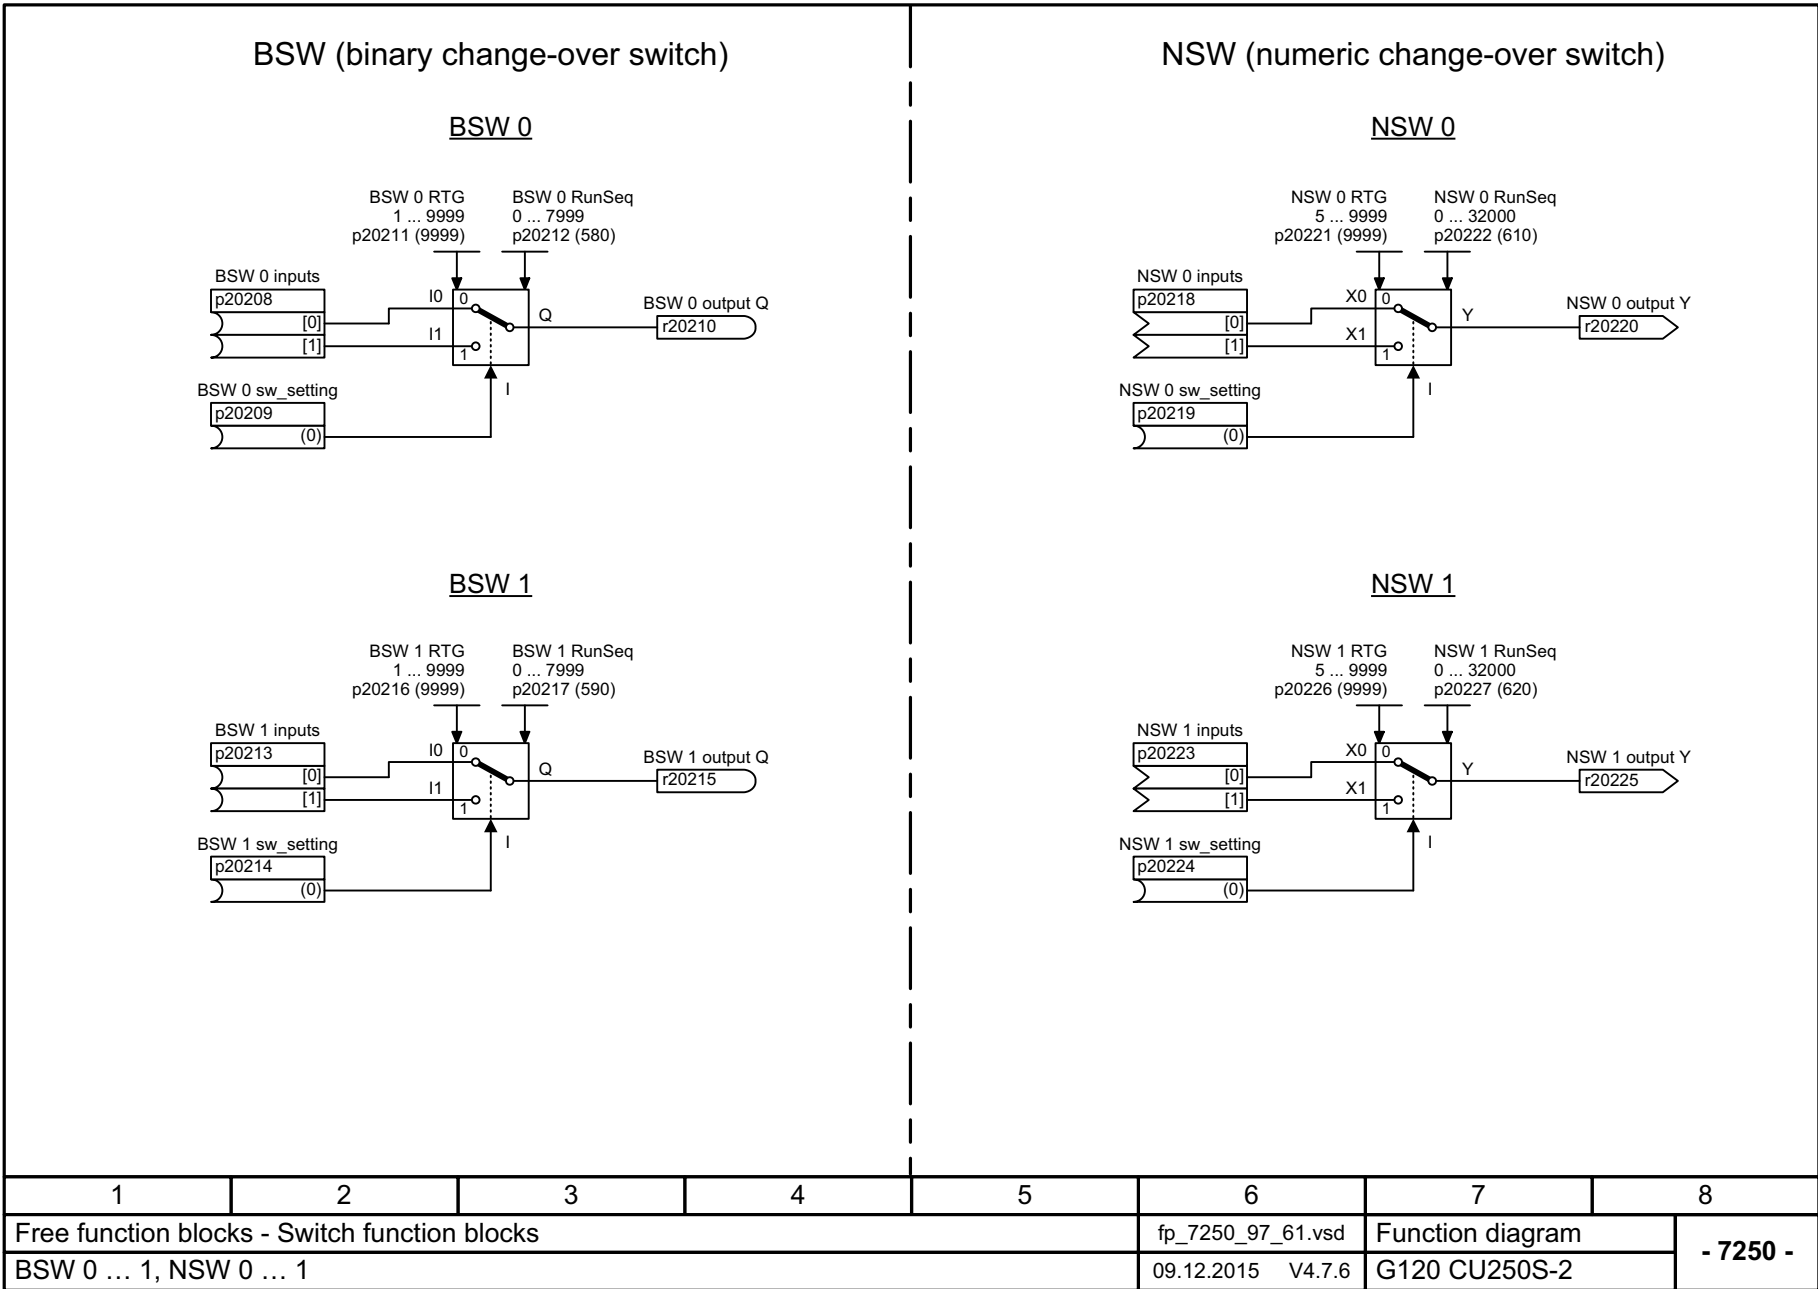 BSW (binary change-over switch)
BSW 0
BSW 0 RTG
1 ... 9999
p20211 (9999)
BSW 0 RunSeq
0 ... 7999
p20212 (580)
BSW 0 inputs
p20208
[0]
[1]
I0
I1
0
1
Q
I
BSW 0 output Q
r20210
BSW 0 sw_setting
p20209
(0)
BSW 1
BSW 1 RTG
1 ... 9999
p20216 (9999)
BSW 1 RunSeq
0 ... 7999
p20217 (590)
BSW 1 inputs
p20213
[0]
[1]
I0
I1
0
1
Q
I
BSW 1 output Q
r20215
BSW 1 sw_setting
p20214
(0)
NSW (numeric change-over switch)
NSW 0
NSW 0 RTG
5 ... 9999
p20221 (9999)
NSW 0 RunSeq
0 ... 32000
p20222 (610)
NSW 0 inputs
p20218
[0]
[1]
X0
X1
0
1
Y
I
NSW 0 output Y
r20220
NSW 0 sw_setting
p20219
(0)
NSW 1
NSW 1 RTG
5 ... 9999
p20226 (9999)
NSW 1 RunSeq
0 ... 32000
p20227 (620)
NSW 1 inputs
p20223
[0]
[1]
X0
X1
0
1
Y
I
NSW 1 output Y
r20225
NSW 1 sw_setting
p20224
(0)
1 2 3 4 5 6 7 8
Free function blocks - Switch function blocks
fp_7250_97_61.vsd
Function diagram
- 7250 -
BSW 0 … 1, NSW 0 … 1
09.12.2015 V4.7.6
G120 CU250S-2